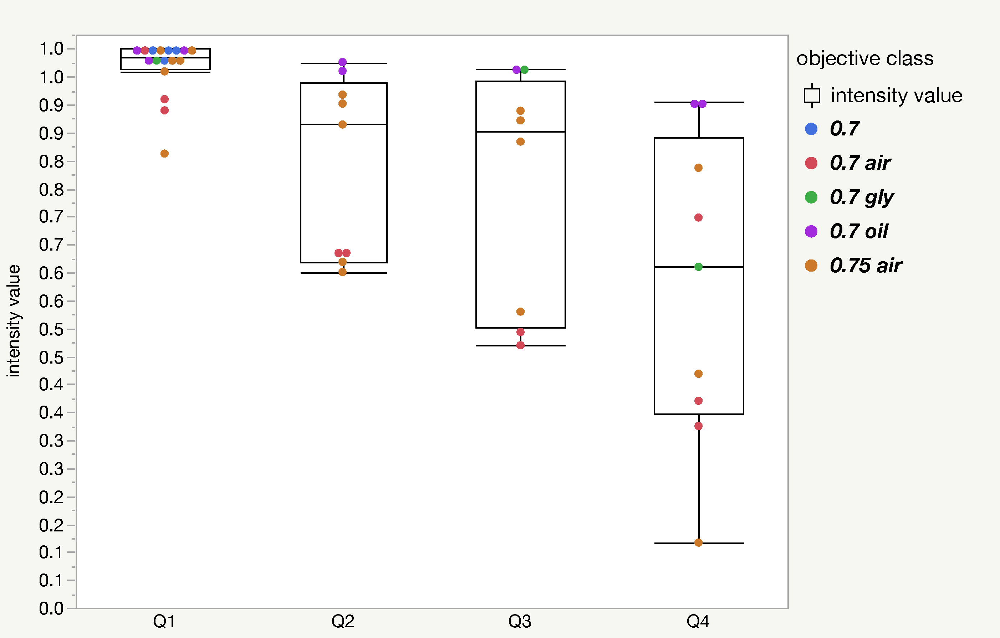 1.0
1.0
0.9
0.9
0.8
0.8
0.7
0.7
0.6
0.6
0.5
0.5
0.4
0.4
0.3
0.3
0.2
0.2
0.1
0.1
0.0
intensity value
Q1 Q2 Q3 Q4
objective class
intensity value
0.7
0.7 air
0.7 gly
0.7 oil
0.75 air